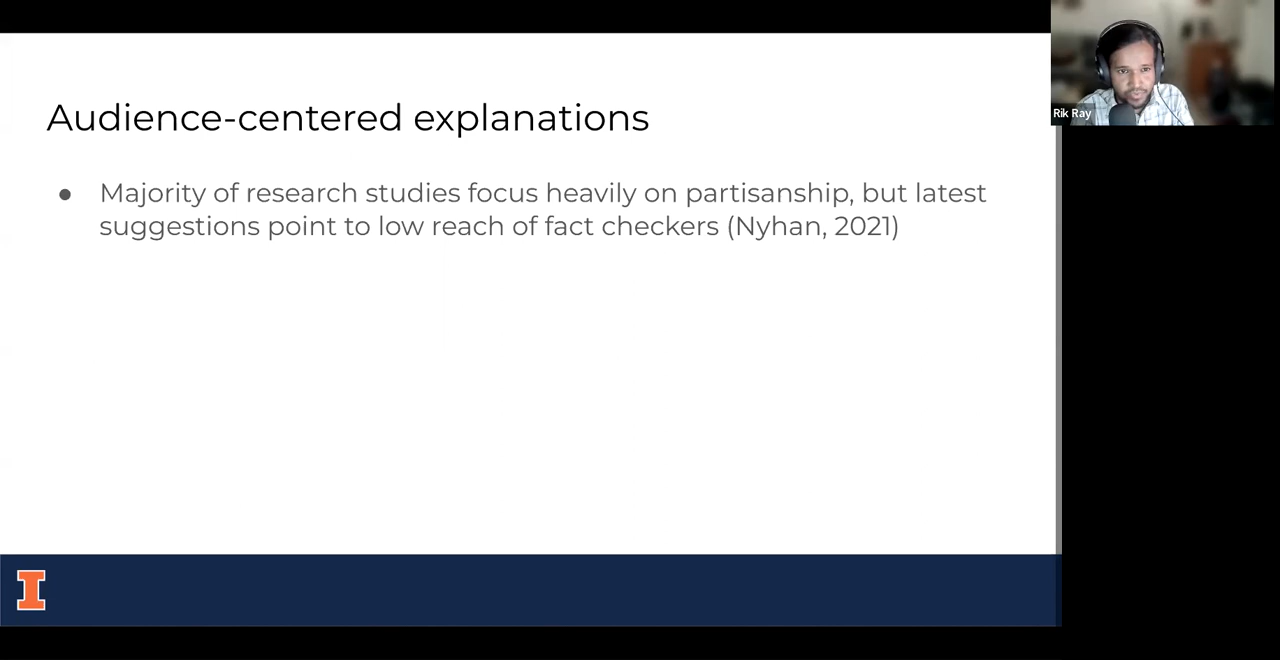 Audience-centered explanations
● Majority of research studies focus heavily on partisanship, but latest
suggestions point to low reach of fact checkers (Nyhan, 2021)
Rik Ray
I